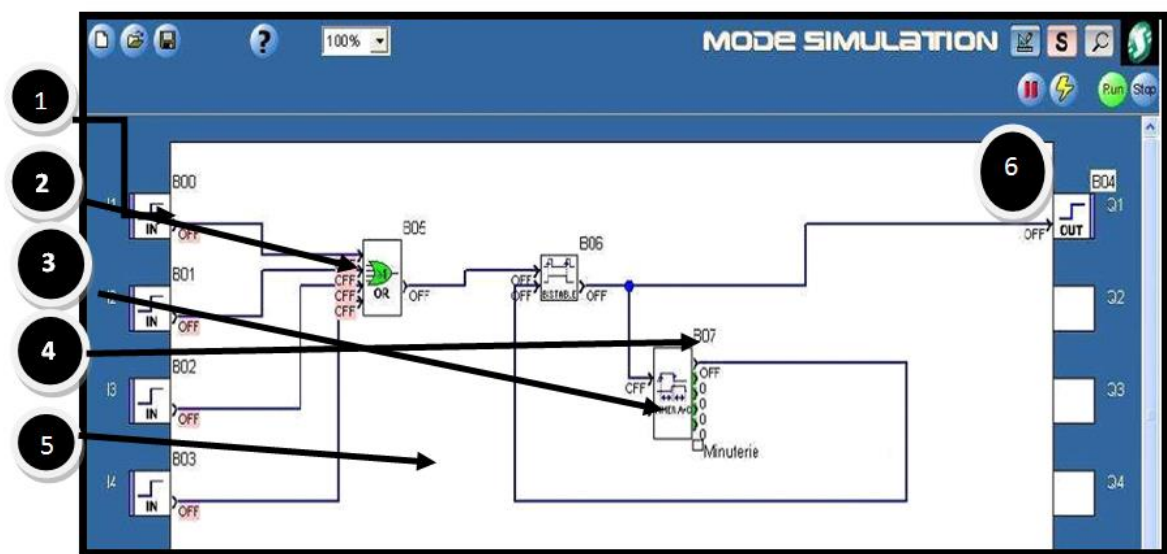 ? 100% MODE SIMULATION S
Run Stop
1
6
B00
B04
2
I1
IN
OFF
Q1
OFF
OUT
B05
B06
3
B01
OFF
OFF
OFF
OFF
OR
OFF
OFF
OFF
BISTABLE
OFF
I2
IN
OFF
Q2
4
B07
B02
OFF
OFF
0
0
0
0
TIMER A+C
Minuterie
I3
IN
OFF
Q3
5
B03
I4
IN
OFF
Q4